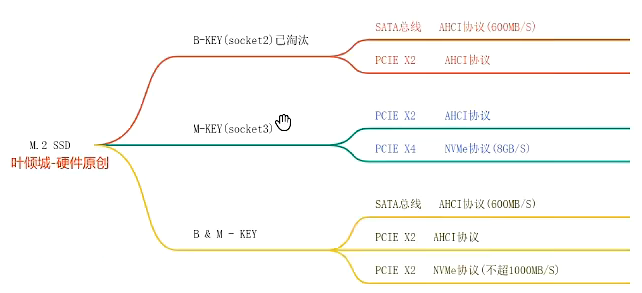 B-KEY(socket2)已淘汰
SATA总线 AHCI协议(600MB/S)
PCIE X2 AHCI协议
M-KEY(socket3)
PCIE X2 AHCI协议
PCIE X4 NVMe协议(8GB/S)
M.2 SSD
叶倾城-硬件原创
B & M - KEY
SATA总线 AHCI协议(600MB/S)
PCIE X2 AHCI协议
PCIE X2 NVMe协议(不超1000MB/S)